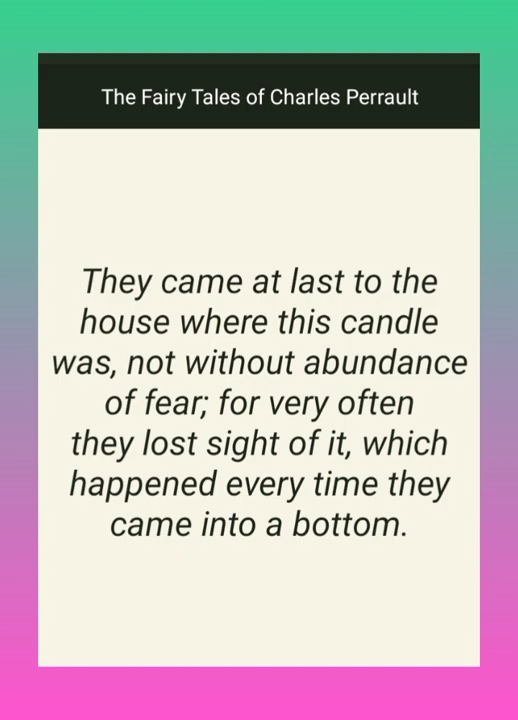 The Fairy Tales of Charles Perrault
They came at last to the
house where this candle
was, not without abundance
of fear; for very often
they lost sight of it, which
happened every time they
came into a bottom.